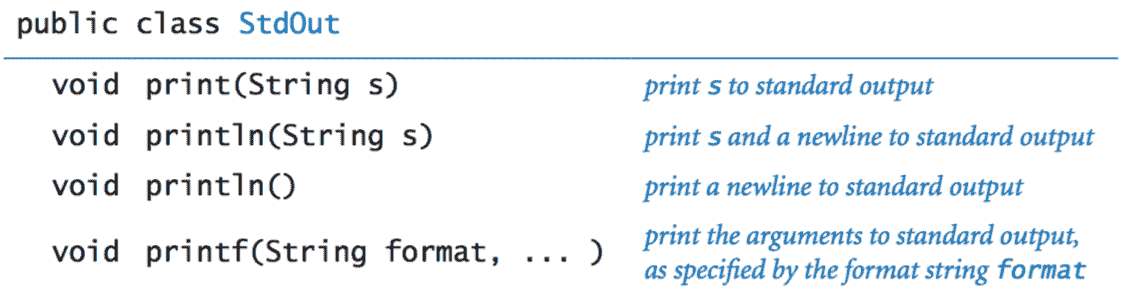 public class StdOut
void print(String s) print s to standard output
void println(String s) print s and a newline to standard output
void println() print a newline to standard output
void printf(String format, ... ) print the arguments to standard output,
as specified by the format string format